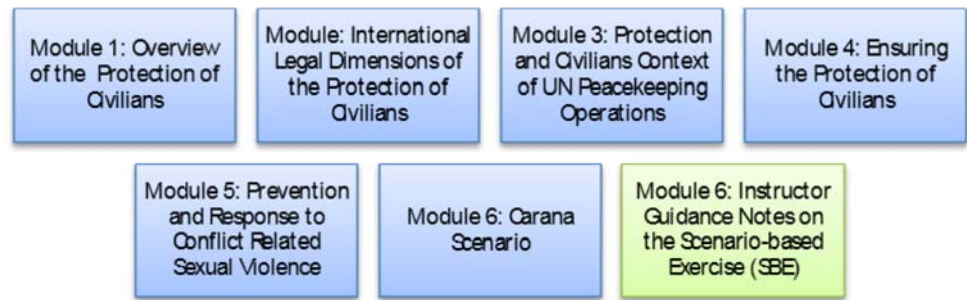 Module 1: Overview
of the Protection of
Civilians
Module: International
Legal Dimensions of
the Protection of
Civilians
Module 3: Protection
and Civilians Context
of UN Peacekeeping
Operations
Module 4: Ensuring
the Protection of
Civilians
Module 5: Prevention
and Response to
Conflict Related
Sexual Violence
Module 6: Carana
Scenario
Module 6: Instructor
Guidance Notes on
the Scenario-based
Exercise (SBE)